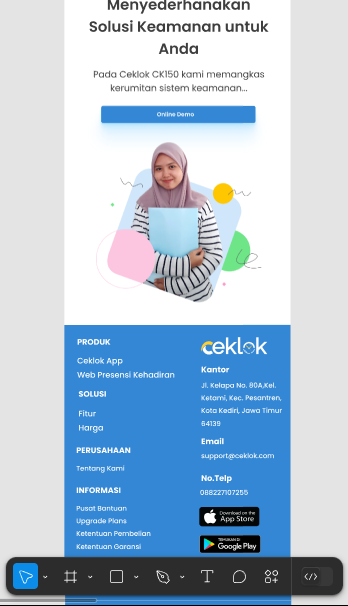 Menyederhanakan
Solusi Keamanan untuk
Anda
Pada Ceklok CK150 kami memangkas
kerumitan sistem keamanan...
Online Demo
PRODUK
Ceklok App
Web Presensi Kehadiran
SOLUSI
Fitur
Harga
PERUSAHAAN
Tentang Kami
INFORMASI
Pusat Bantuan
Upgrade Plans
Ketentuan Pembelian
Ketentuan Garansi
ceklok
Kantor
Jl. Kelapa No. 80A,Kel.
Ketami, Kec. Pesantren,
Kota Kediri, Jawa Timur
64139
Email
support@ceklok.com
No.Telp
088227107255
Download on the
App Store
TEMUKAN DI
Google Play